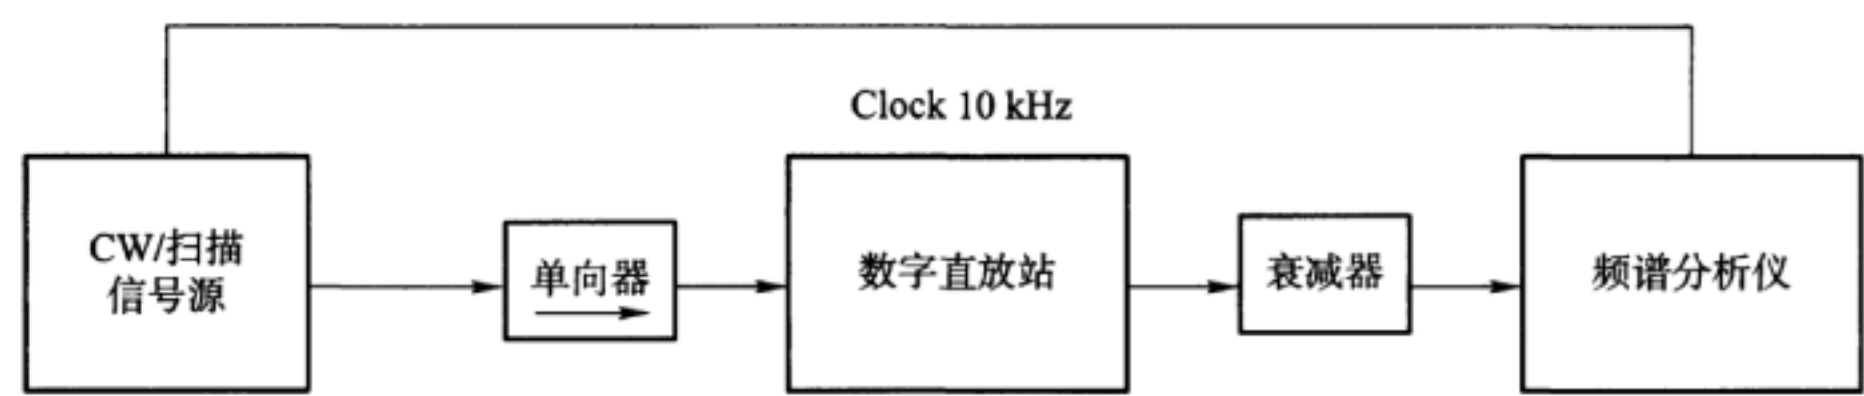 Clock 10 kHz
CW/扫描
信号源
单向器
数字直放站
衰减器
频谱分析仪